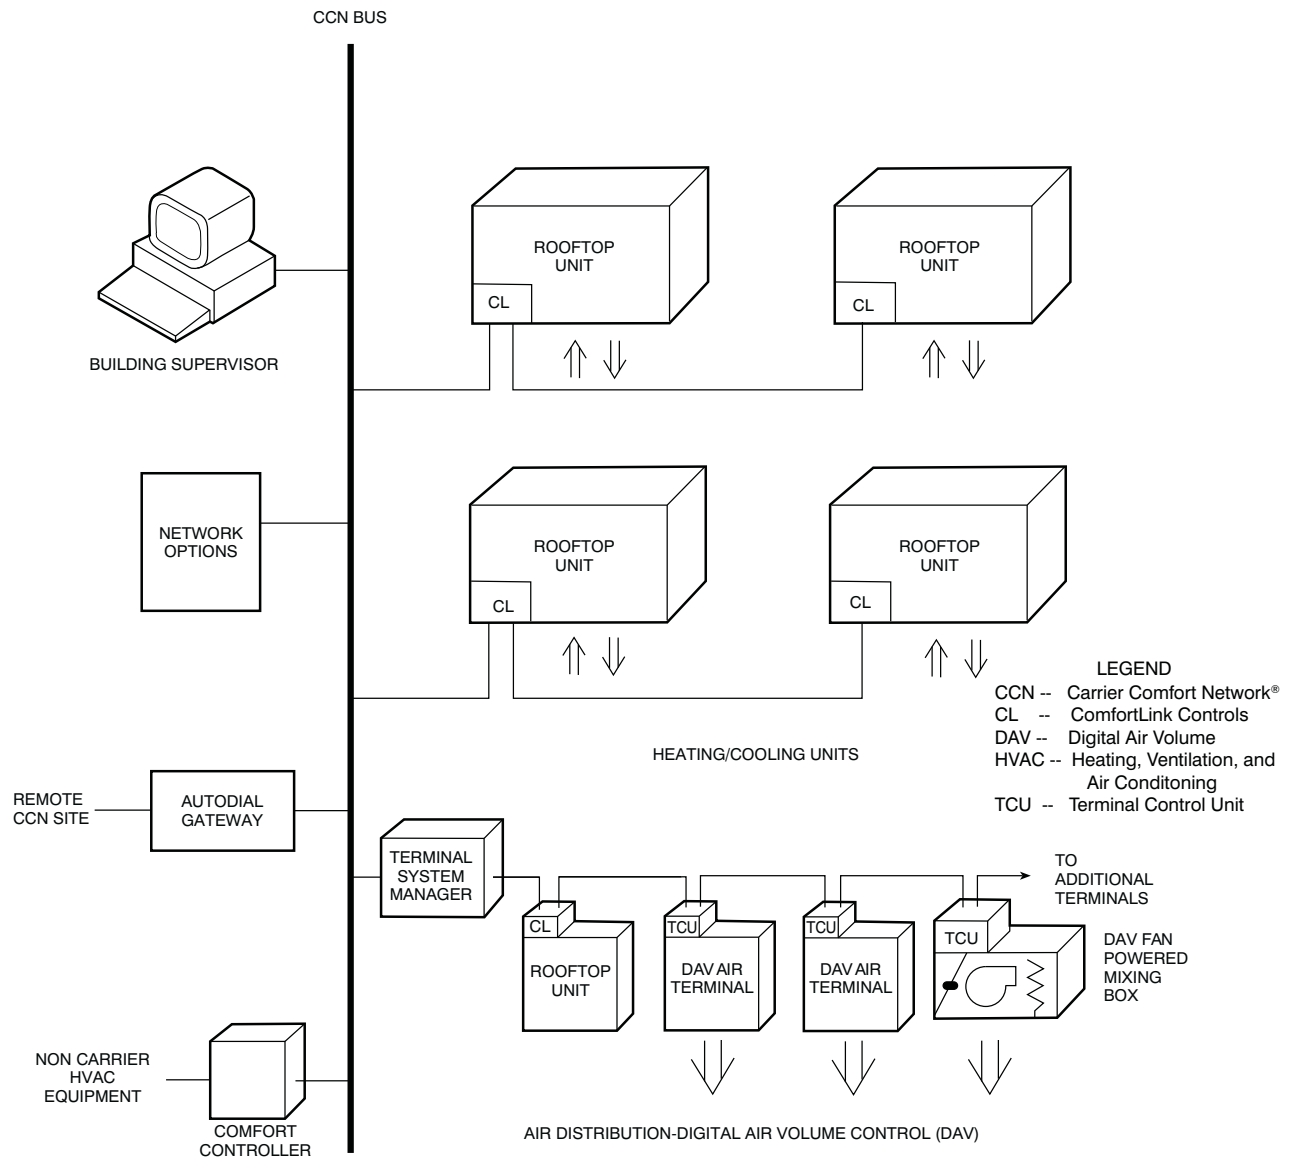 CCN BUS
ROOFTOP
UNIT
CL
ROOFTOP
UNIT
CL
BUILDING SUPERVISOR
NETWORK
OPTIONS
ROOFTOP
UNIT
CL
ROOFTOP
UNIT
CL
LEGEND
CCN -- Carrier Comfort Network®
CL -- ComfortLink Controls
DAV -- Digital Air Volume
HVAC -- Heating, Ventilation, and
Air Conditoning
TCU -- Terminal Control Unit
HEATING/COOLING UNITS
REMOTE
CCN SITE
AUTODIAL
GATEWAY
TERMINAL
SYSTEM
MANAGER
TO
ADDITIONAL
TERMINALS
CL
ROOFTOP
UNIT
TCU
DAV AIR
TERMINAL
TCU
DAV AIR
TERMINAL
TCU
DAV FAN
POWERED
MIXING
BOX
NON CARRIER
HVAC
EQUIPMENT
COMFORT
CONTROLLER
AIR DISTRIBUTION-DIGITAL AIR VOLUME CONTROL (DAV)